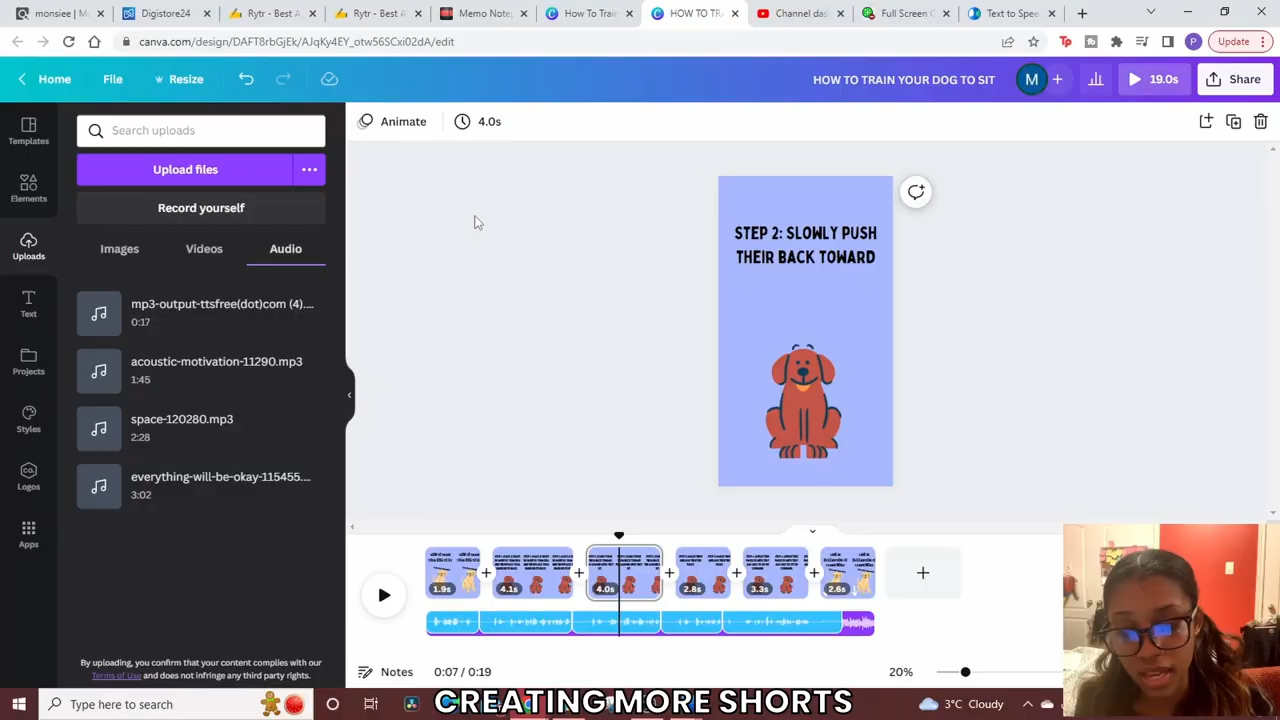 monsie | Ma
Digistore24
Rytr - Best A
Rytr - Best A
Memo Note
How To Train
HOW TO TRA
Channel das
Full Screen C
Text to Spee
canva.com/design/DAFT8rbGjEk/AJqKy4EY_otw56SCxi02dA/edit
P
Update
Home
File
Resize
HOW TO TRAIN YOUR DOG TO SIT
M
19.0s
Share
Templates
Elements
Uploads
Text
Projects
Styles
Logos
Apps
Search uploads
Upload files
Record yourself
Images
Videos
Audio
mp3-output-ttsfree(dot)com (4)....
0:17
acoustic-motivation-11290.mp3
1:45
space-120280.mp3
2:28
everything-will-be-okay-115455....
3:02
By uploading, you confirm that your content complies with our
Terms of Use and does not infringe any third party rights.
Animate
4.0s
STEP 2: SLOWLY PUSH
THEIR BACK TOWARD
1.9s
4.1s
4.0s
2.8s
3.3s
2.6s
Notes
0:07 / 0:19
20%
CREATING MORE SHORTS
Type here to search
3°C Cloudy